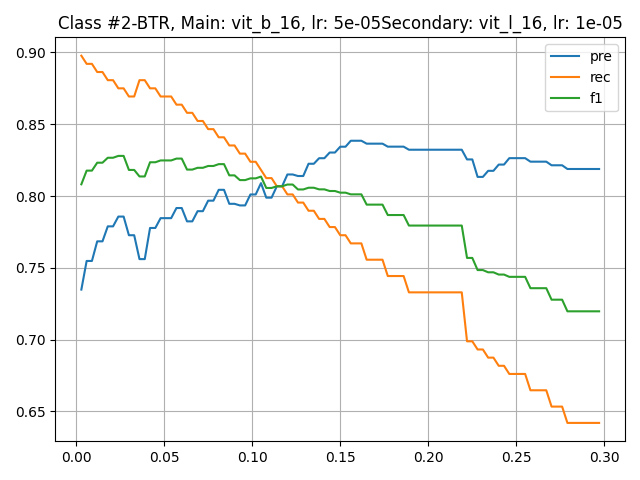 Class #2-BTR, Main: vit_b_16, lr: 5e-05Secondary: vit_l_16, lr: 1e-05
pre
rec
f1
0.90
0.85
0.80
0.75
0.70
0.65
0.00 0.05 0.10 0.15 0.20 0.25 0.30